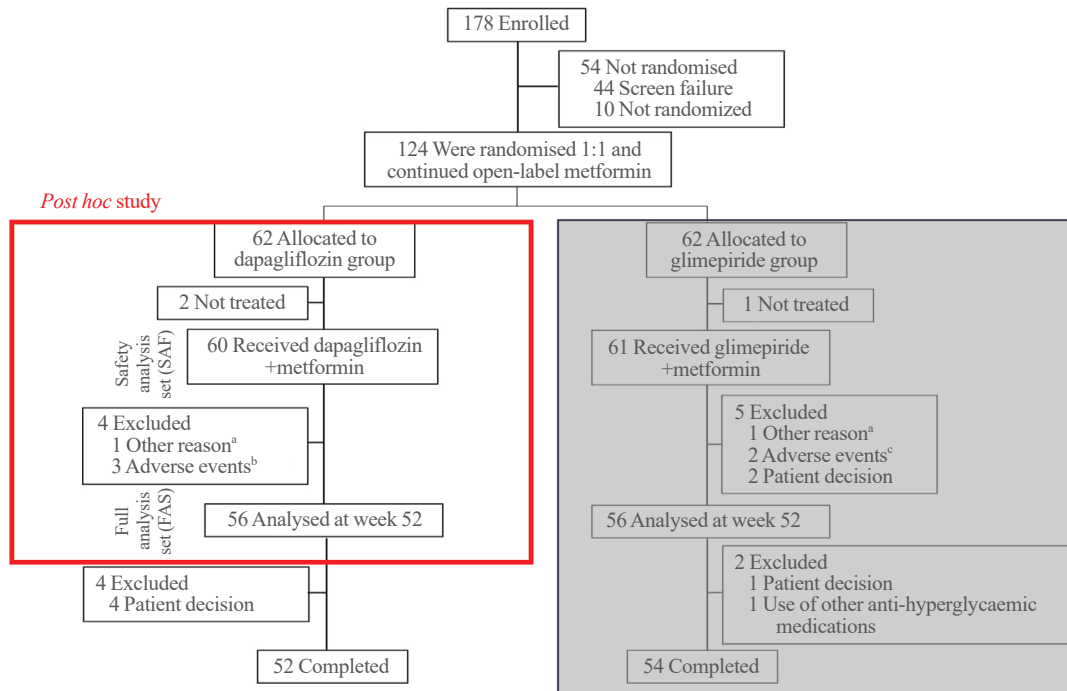 178 Enrolled
54 Not randomised
44 Screen failure
10 Not randomized
124 Were randomised 1:1 and
continued open-label metformin
Post hoc study
62 Allocated to
dapagliflozin group
2 Not treated
Safety
analysis
set (SAF)
60 Received dapagliflozin
+metformin
4 Excluded
1 Other reasonᵃ
3 Adverse eventsᵇ
Full
analysis
set (FAS)
56 Analysed at week 52
4 Excluded
4 Patient decision
52 Completed
62 Allocated to
glimepiride group
1 Not treated
61 Received glimepiride
+metformin
5 Excluded
1 Other reasonᵃ
2 Adverse eventsᶜ
2 Patient decision
56 Analysed at week 52
2 Excluded
1 Patient decision
1 Use of other anti-hyperglycaemic
medications
54 Completed